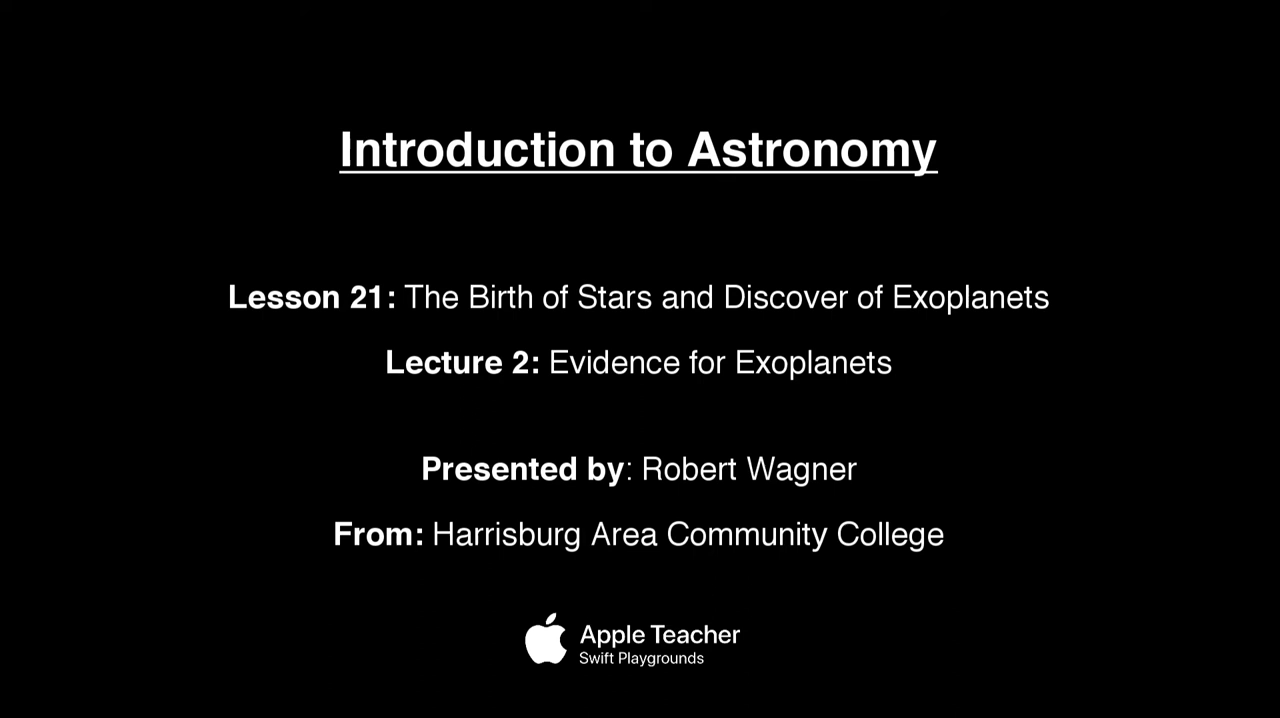 Introduction to Astronomy
Lesson 21: The Birth of Stars and Discover of Exoplanets
Lecture 2: Evidence for Exoplanets
Presented by: Robert Wagner
From: Harrisburg Area Community College
Apple Teacher
Swift Playgrounds